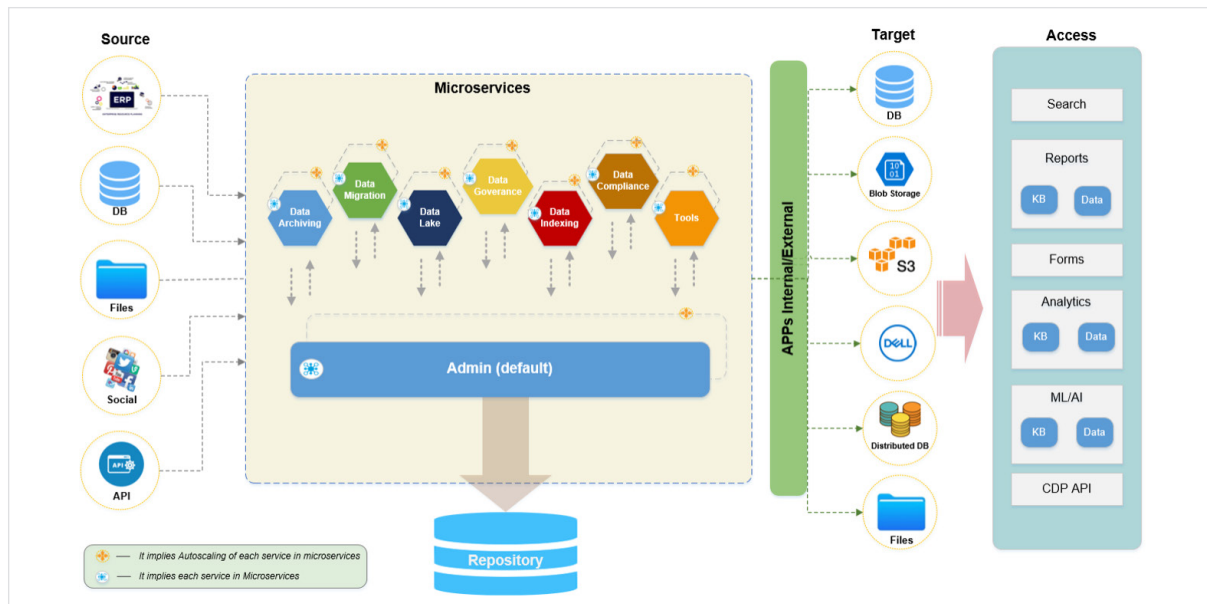 Source
ERP
DB
Files
Social
API
API
Microservices
Data
Archiving
Data
Migration
Data
Lake
Data
Goverance
Data
Indexing
Data
Compliance
Tools
Admin (default)
Repository
It implies Autoscaling of each service in microservices
It implies each service in Microservices
APPs Internal/External
Target
DB
10
01
Blob Storage
S3
DELL
Distributed DB
Files
Access
Search
Reports
KB Data
Forms
Analytics
KB Data
ML/AI
KB Data
CDP API